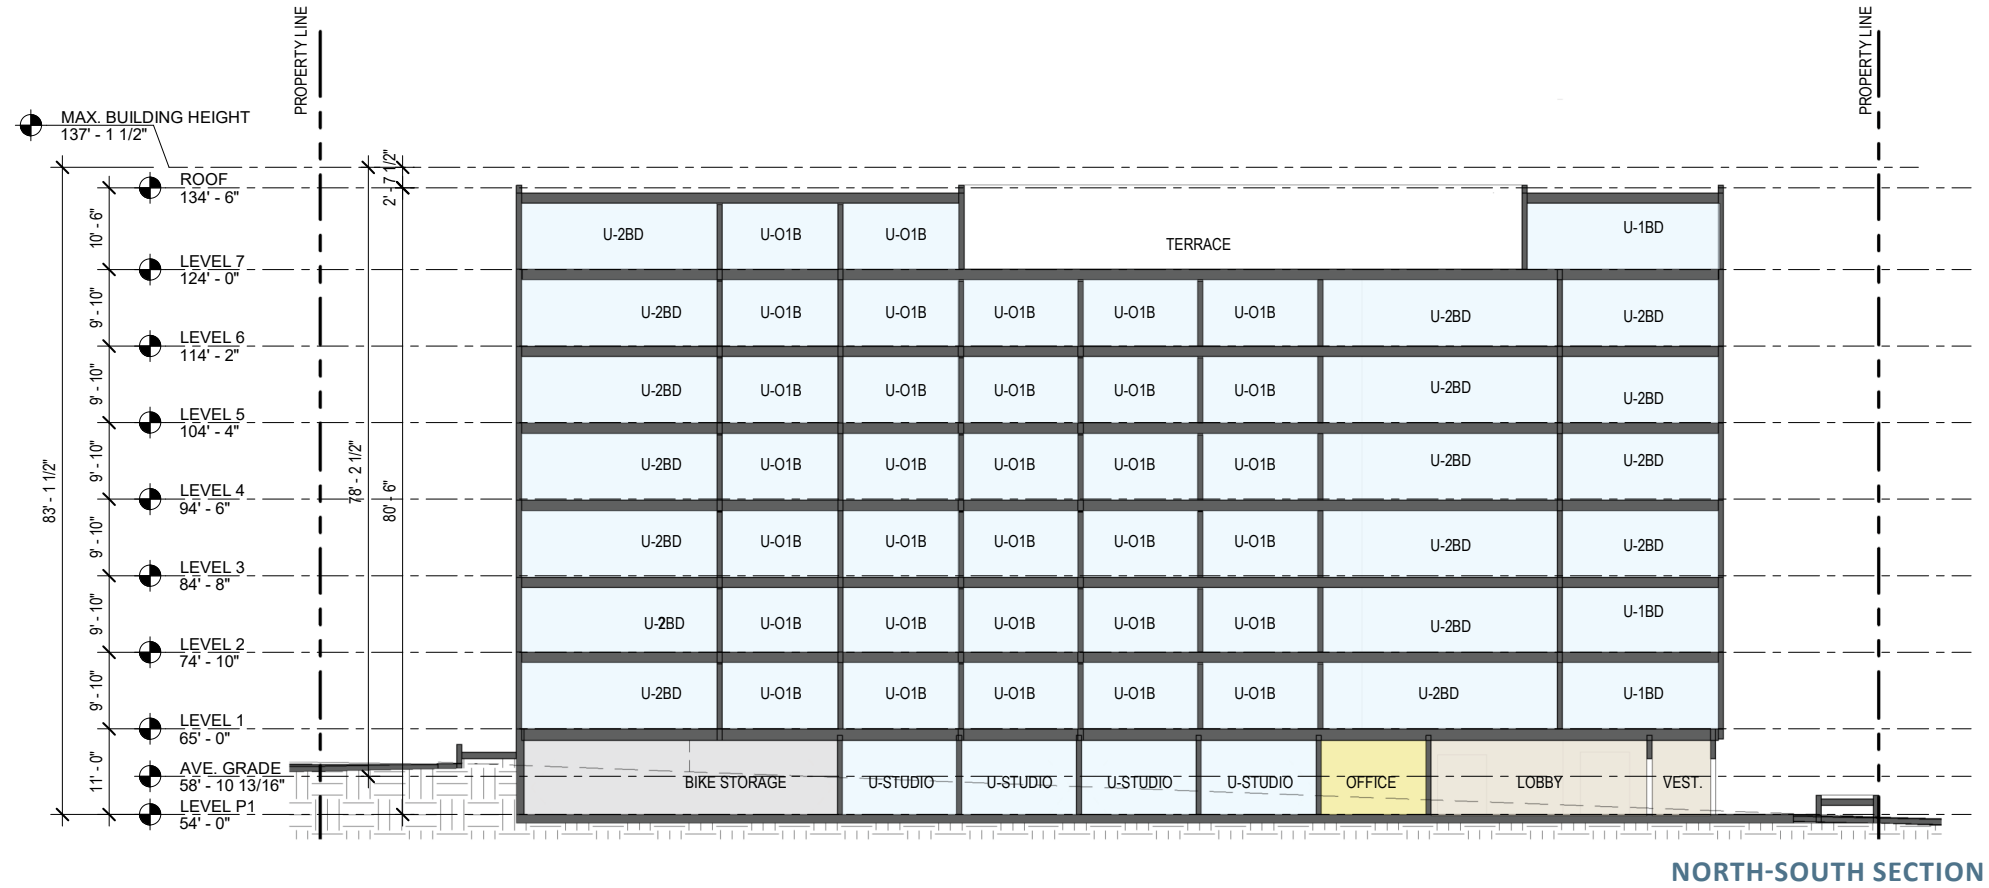 PROPERTY LINE
PROPERTY LINE
MAX. BUILDING HEIGHT
137' - 1 1/2"
2' - 7 1/2"
ROOF
134' - 6"
10' - 6"
U-2BD U-O1B U-O1B TERRACE U-1BD
LEVEL 7
124' - 0"
9' - 10"
U-2BD U-O1B U-O1B U-O1B U-O1B U-O1B U-2BD U-2BD
LEVEL 6
114' - 2"
9' - 10"
U-2BD U-O1B U-O1B U-O1B U-O1B U-O1B U-2BD U-2BD
LEVEL 5
104' - 4"
9' - 10"
83' - 1 1/2"
78' - 2 1/2"
80' - 6"
U-2BD U-O1B U-O1B U-O1B U-O1B U-O1B U-2BD U-2BD
LEVEL 4
94' - 6"
9' - 10"
U-2BD U-O1B U-O1B U-O1B U-O1B U-O1B U-2BD U-2BD
LEVEL 3
84' - 8"
9' - 10"
U-2BD U-O1B U-O1B U-O1B U-O1B U-O1B U-2BD U-1BD
LEVEL 2
74' - 10"
9' - 10"
U-2BD U-O1B U-O1B U-O1B U-O1B U-O1B U-2BD U-1BD
LEVEL 1
65' - 0"
11' - 0"
AVE. GRADE
58' - 10 13/16"
BIKE STORAGE U-STUDIO U-STUDIO U-STUDIO U-STUDIO OFFICE LOBBY VEST.
LEVEL P1
54' - 0"
NORTH-SOUTH SECTION